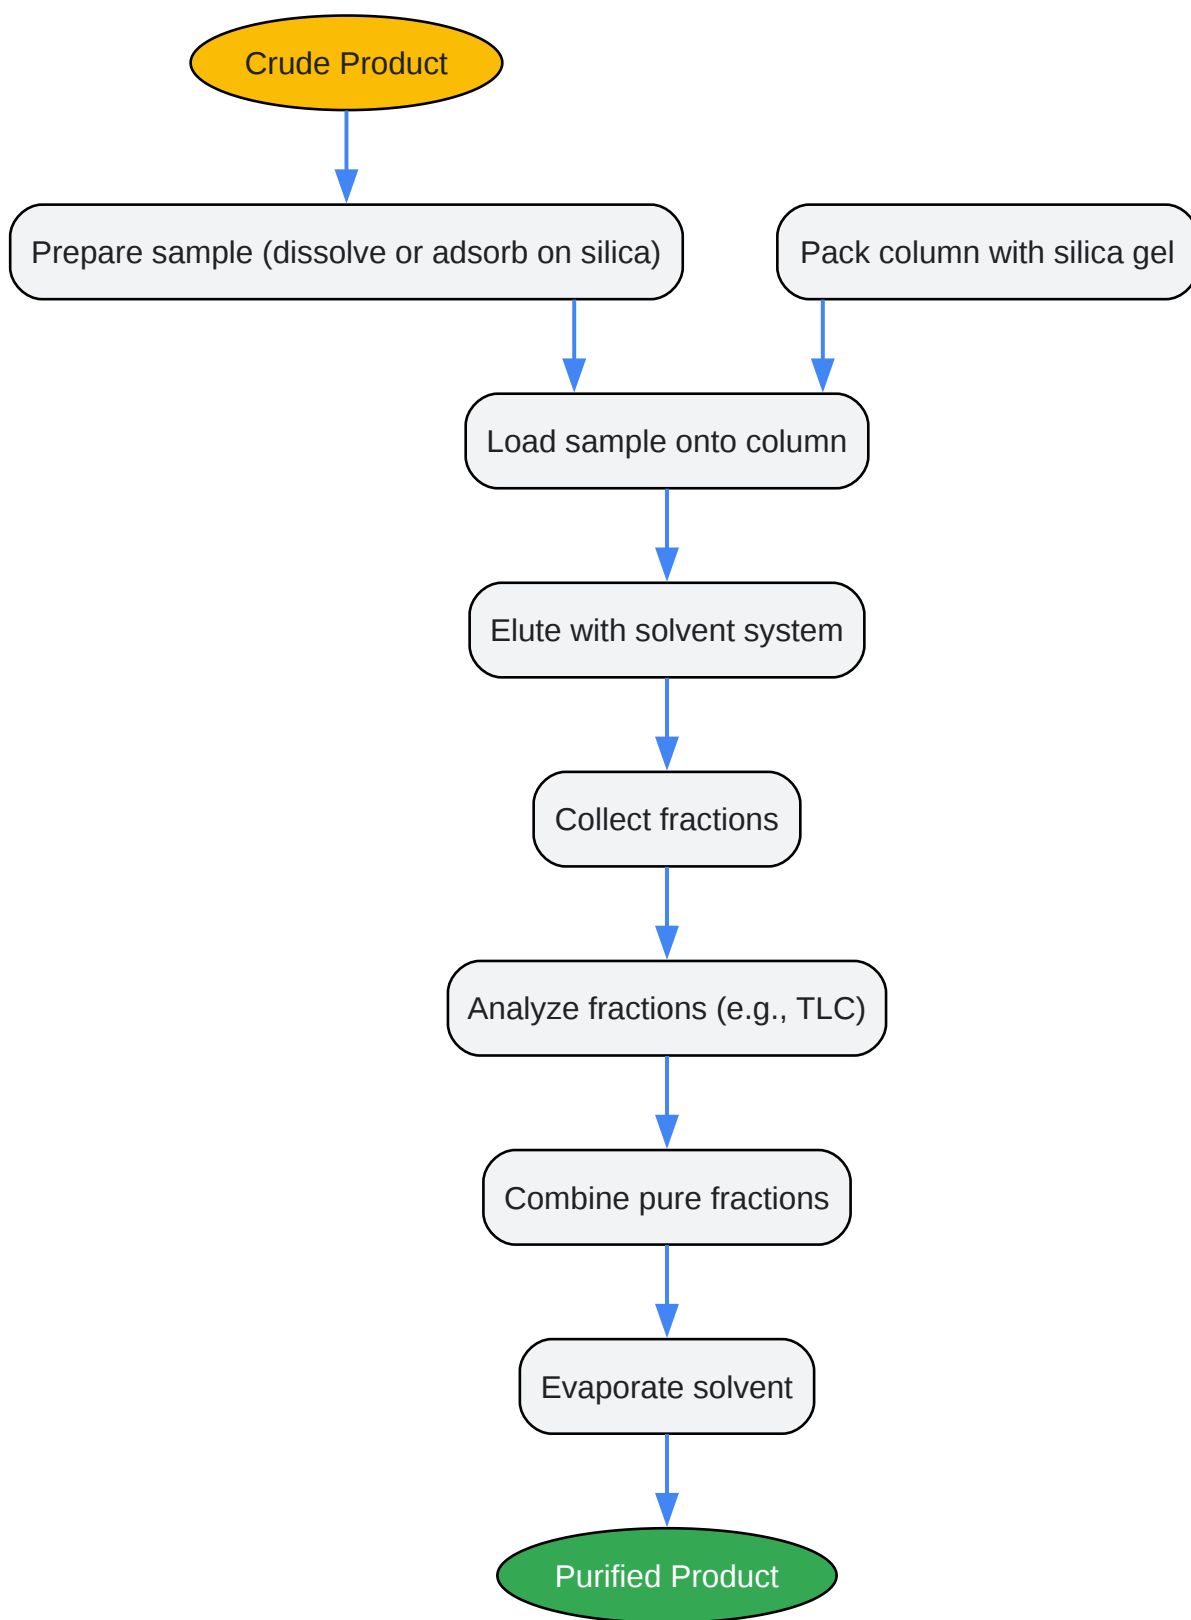 Crude Product
Prepare sample (dissolve or adsorb on silica)
Pack column with silica gel
Load sample onto column
Elute with solvent system
Collect fractions
Analyze fractions (e.g., TLC)
Combine pure fractions
Evaporate solvent
Purified Product